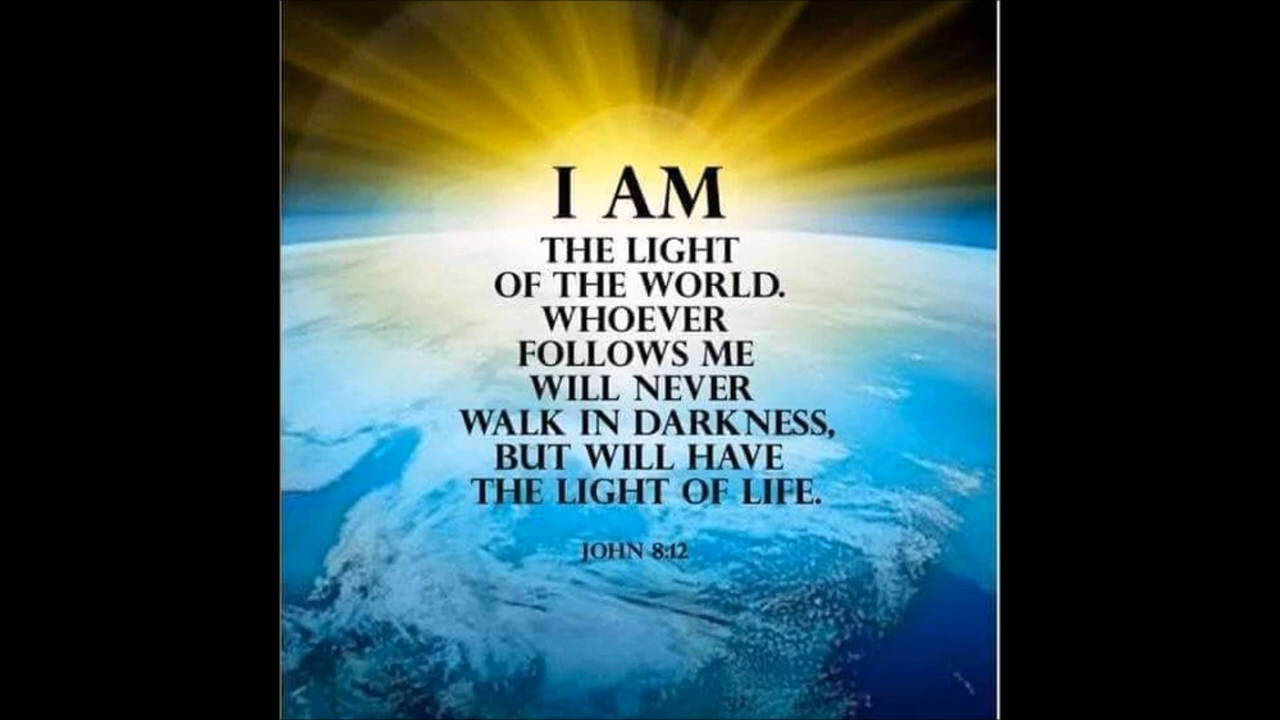 I AM
THE LIGHT
OF THE WORLD.
WHOEVER
FOLLOWS ME
WILL NEVER
WALK IN DARKNESS,
BUT WILL HAVE
THE LIGHT OF LIFE.
JOHN 8:12